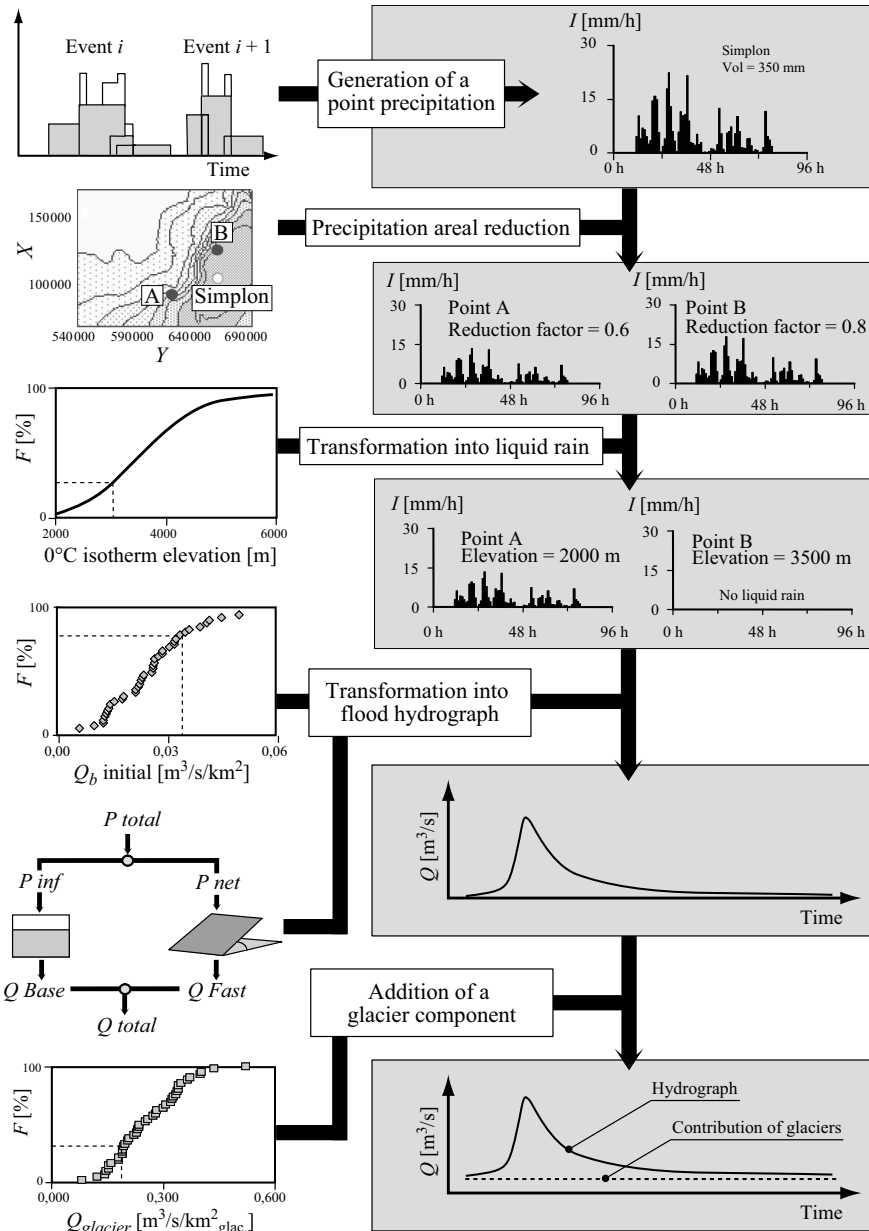 Event i
Event i + 1
Time
Generation of a
point precipitation
I [mm/h]
30
15
0
Simplon
Vol = 350 mm
0 h
48 h
96 h
150000
100000
X
B
A
Simplon
540000
590000
640000
690000
Y
Precipitation areal reduction
I [mm/h]
30
15
0
Point A
Reduction factor = 0.6
0 h
48 h
96 h
I [mm/h]
30
15
0
Point B
Reduction factor = 0.8
0 h
48 h
96 h
100
F [%]
0
2000
4000
6000
0°C isotherm elevation [m]
Transformation into liquid rain
I [mm/h]
30
15
0
Point A
Elevation = 2000 m
0 h
48 h
96 h
I [mm/h]
30
15
0
Point B
Elevation = 3500 m
No liquid rain
0 h
48 h
96 h
100
F [%]
0
0,00
0,03
0,06
Q_b initial [m³/s/km²]
Transformation into
flood hydrograph
Q [m³/s]
Time
P total
P inf
P net
Q Base
Q Fast
Q total
Addition of a
glacier component
100
F [%]
0
0,000
0,300
0,600
Q_glacier [m³/s/km²_glac.]
Q [m³/s]
Hydrograph
Contribution of glaciers
Time